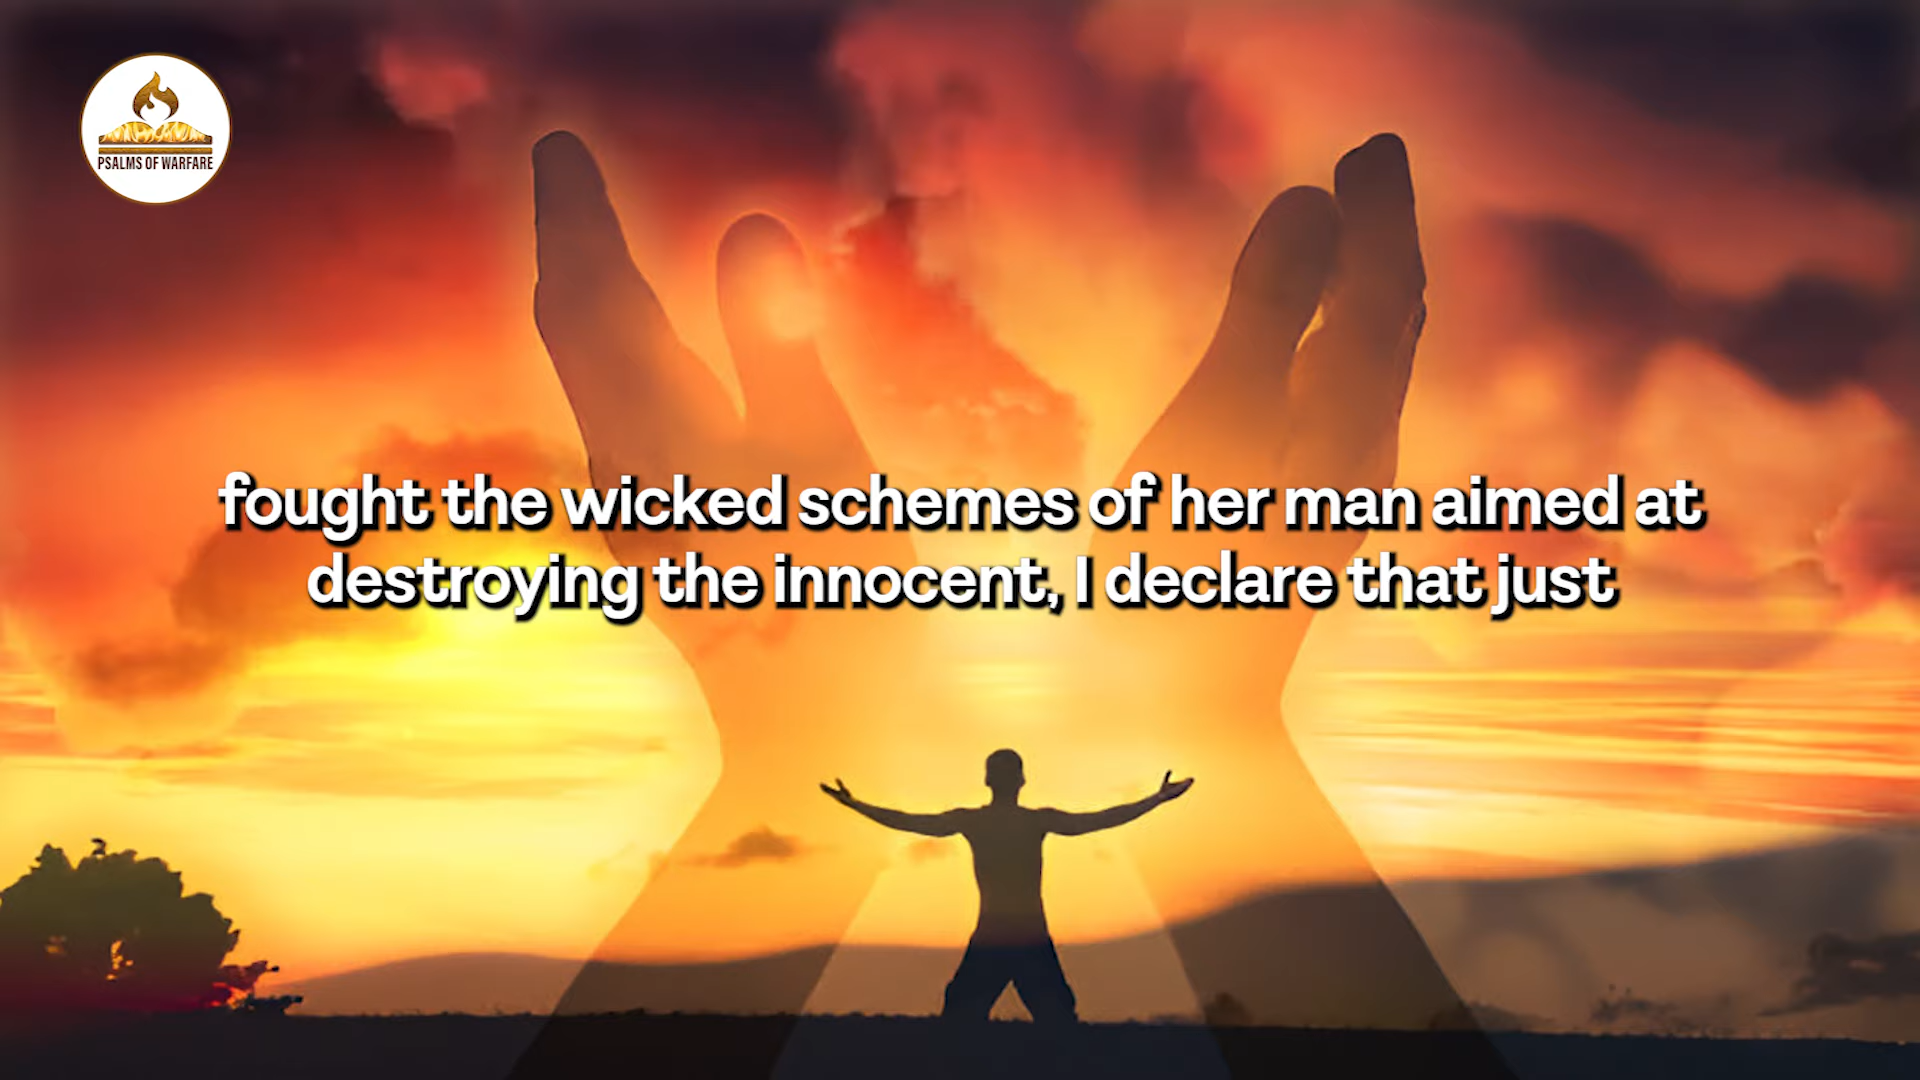 PSALMS OF WARFARE
fought the wicked schemes of her man aimed at
destroying the innocent, I declare that just